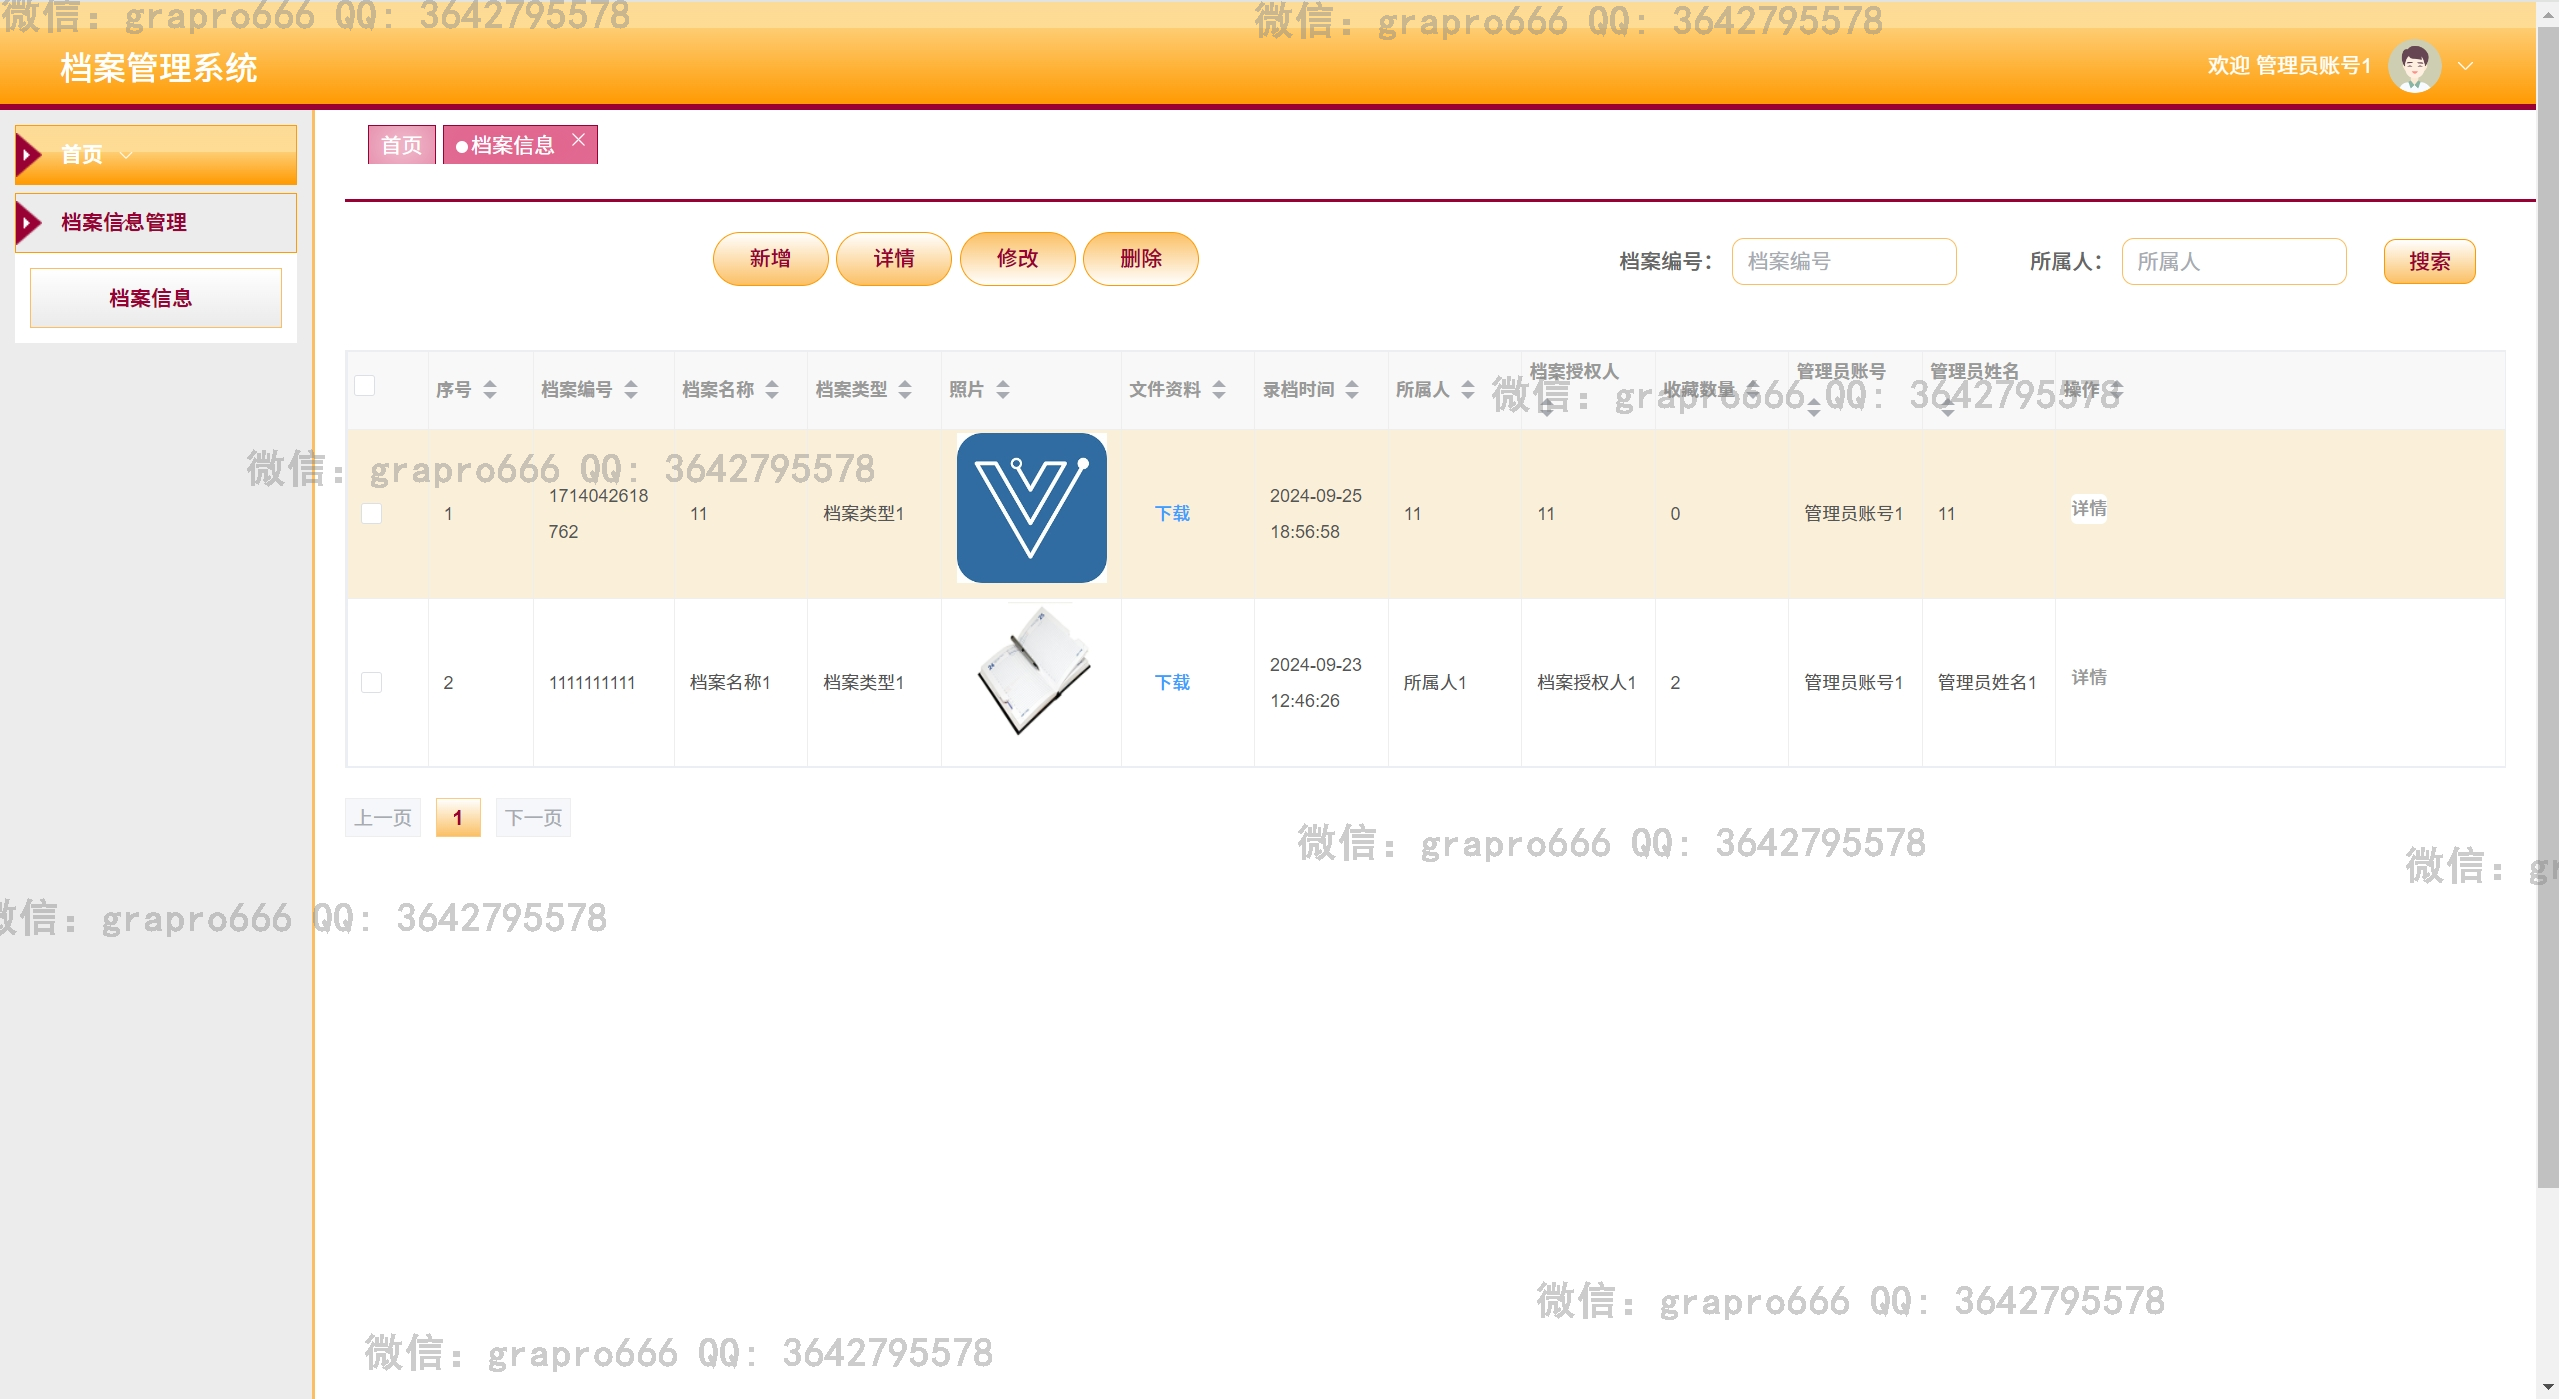 微信: grapro666 QQ: 3642795578
微信: grapro666 QQ: 3642795578
档案管理系统
欢迎 管理员账号1
首页
档案信息管理
档案信息
首页
档案信息
新增
详情
修改
删除
档案编号：
档案编号
所属人：
所属人
搜索
序号 档案编号 档案名称 档案类型 照片 文件资料 录档时间 所属人 档案授权人 收藏数量 管理员账号 管理员姓名 操作
微信: grapro666 QQ: 3642795578
微信: grapro666 QQ: 3642795578
1 1714042618762 11 档案类型1 下载 2024-09-25 18:56:58 11 11 0 管理员账号1 11 详情
2 1111111111 档案名称1 档案类型1 下载 2024-09-23 12:46:26 所属人1 档案授权人1 2 管理员账号1 管理员姓名1 详情
上一页
1
下一页
微信: grapro666 QQ: 3642795578
微信: gr
微信: grapro666 QQ: 3642795578
微信: grapro666 QQ: 3642795578
微信: grapro666 QQ: 3642795578